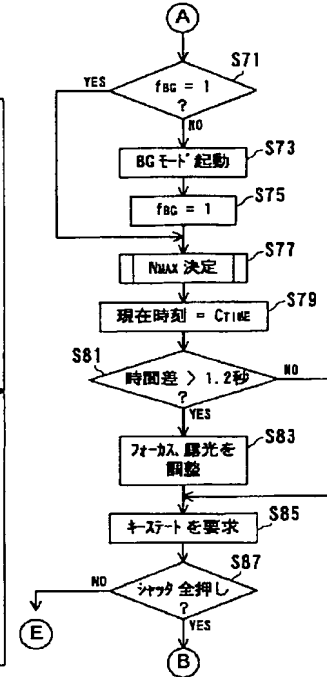 A
S71
fBG = 1
?
YES
NO
S73
BGモード起動
S75
fBG = 1
S77
NMAX 決定
S79
現在時刻 = CTIME
S81
時間差 > 1.2秒
?
NO
YES
S83
フォーカス、露光を
調整
S85
キーステートを要求
S87
シャッタ全押し
?
NO
YES
E
B